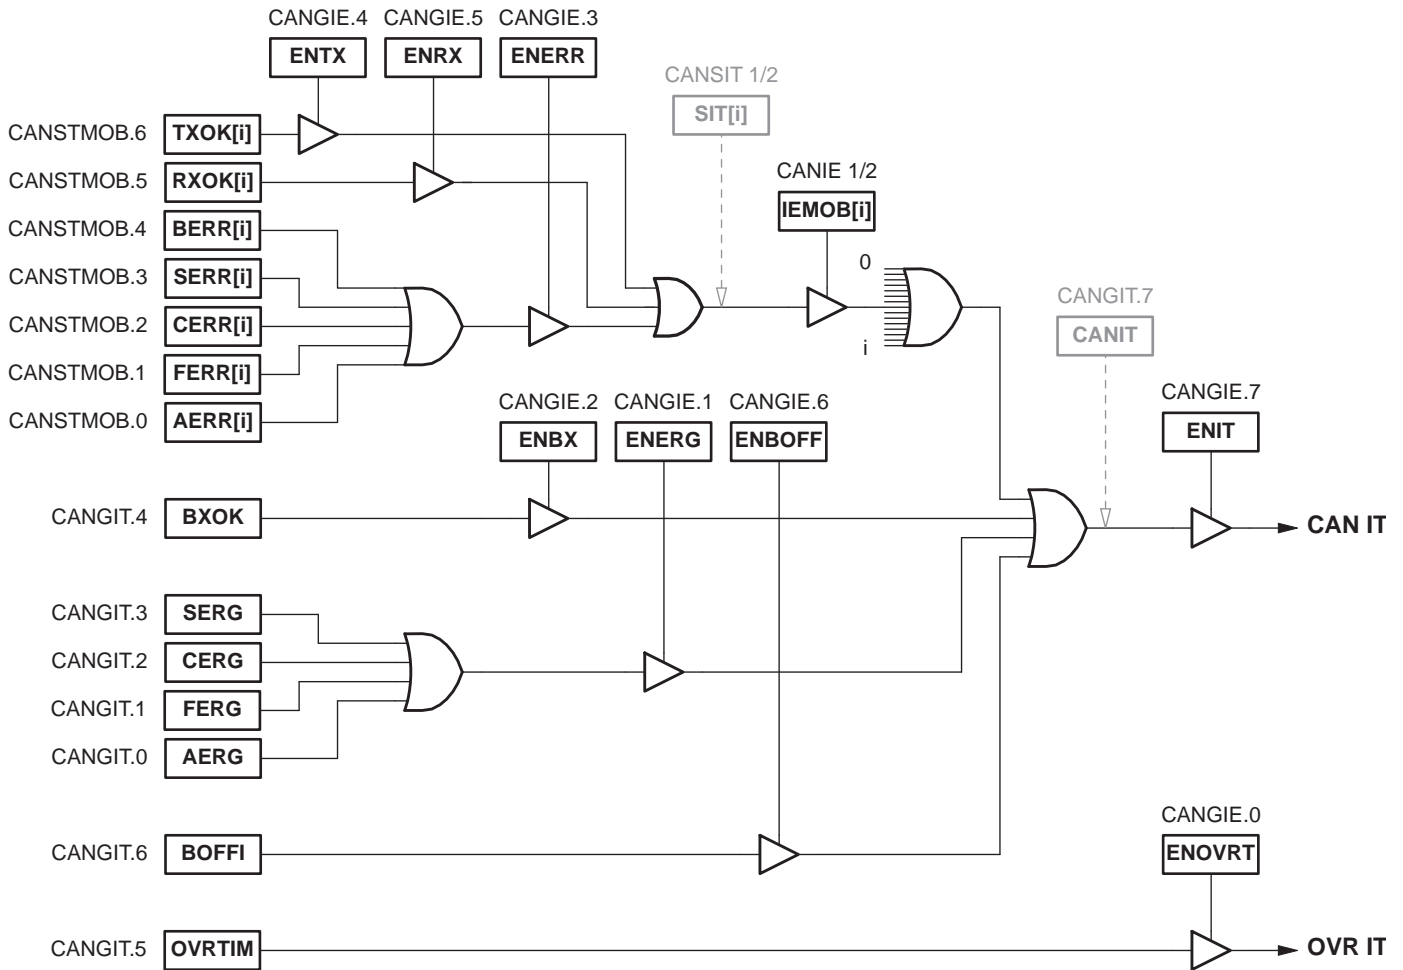 CANGIE.4 CANGIE.5 CANGIE.3
ENTX ENRX ENERR
CANSIT 1/2
SIT[i]
CANSTMOB.6 TXOK[i]
CANIE 1/2
CANSTMOB.5 RXOK[i]
IEMOB[i]
CANSTMOB.4 BERR[i]
0
CANSTMOB.3 SERR[i]
CANGIT.7
CANSTMOB.2 CERR[i]
CANIT
i
CANSTMOB.1 FERR[i]
CANGIE.2 CANGIE.1 CANGIE.6
CANGIE.7
CANSTMOB.0 AERR[i]
ENBX ENERG ENBOFF
ENIT
CANGIT.4 BXOK
CAN IT
CANGIT.3 SERG
CANGIT.2 CERG
CANGIT.1 FERG
CANGIT.0 AERG
CANGIE.0
CANGIT.6 BOFFI
ENOVRT
CANGIT.5 OVRTIM
OVR IT